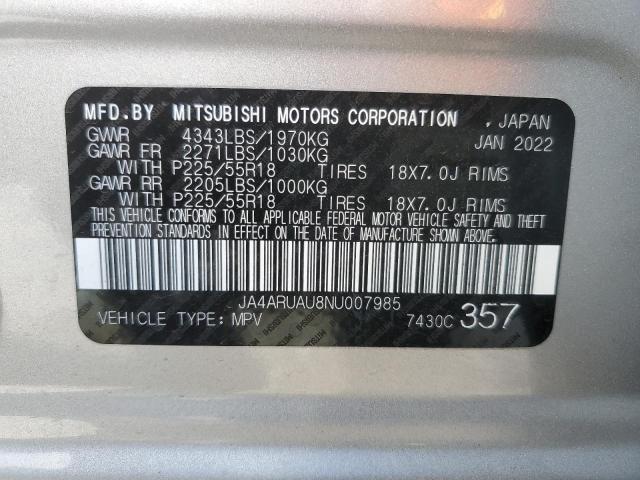 MFD.BY MITSUBISHI MOTORS CORPORATION . JAPAN
GVWR 4343LBS/1970KG JAN 2022
GAWR FR 2271LBS/1030KG
WITH P225/55R18 TIRES 18X7.0J RIMS
GAWR RR 2205LBS/1000KG
WITH P225/55R18 TIRES 18X7.0J RIMS
THIS VEHICLE CONFORMS TO ALL APPLICABLE FEDERAL MOTOR VEHICLE SAFETY AND THEFT
PREVENTION STANDARDS IN EFFECT ON THE DATE OF MANUFACTURE SHOWN ABOVE.
JA4ARUAU8NU007985
VEHICLE TYPE: MPV 7430C 357